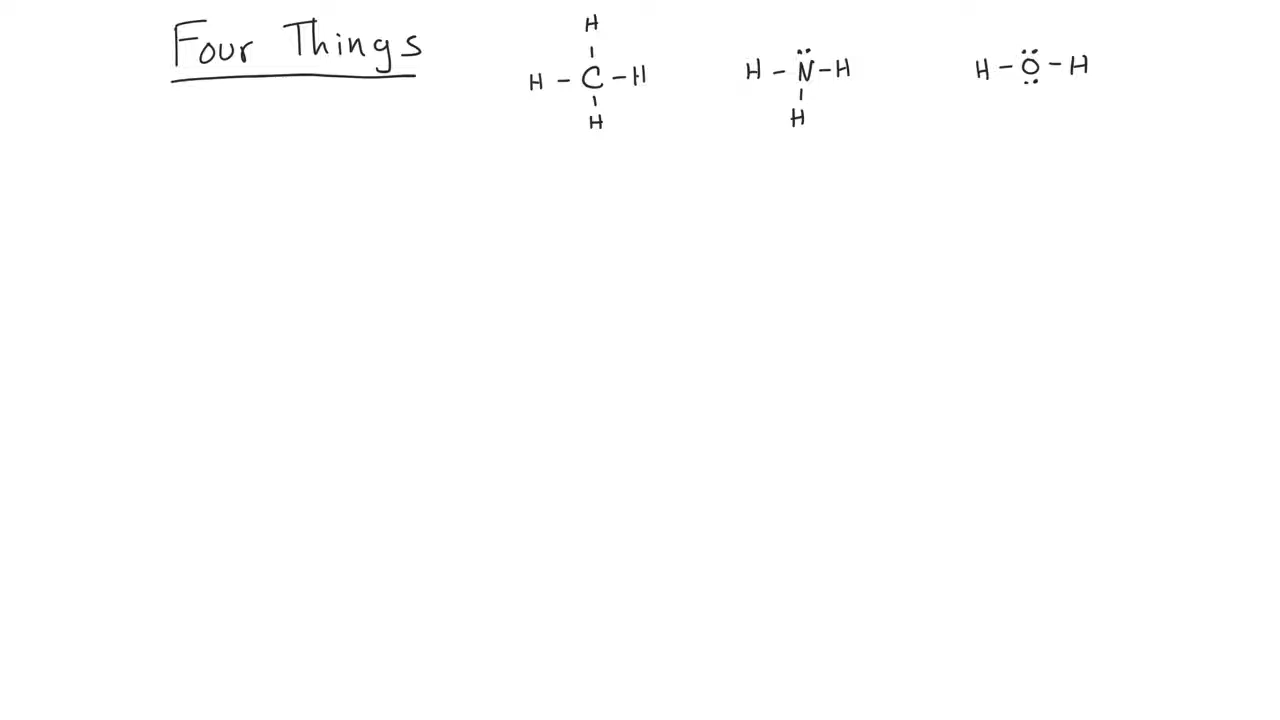 Four Things
H
H - C - H
H
H - N̈ - H
H
H - Ö - H